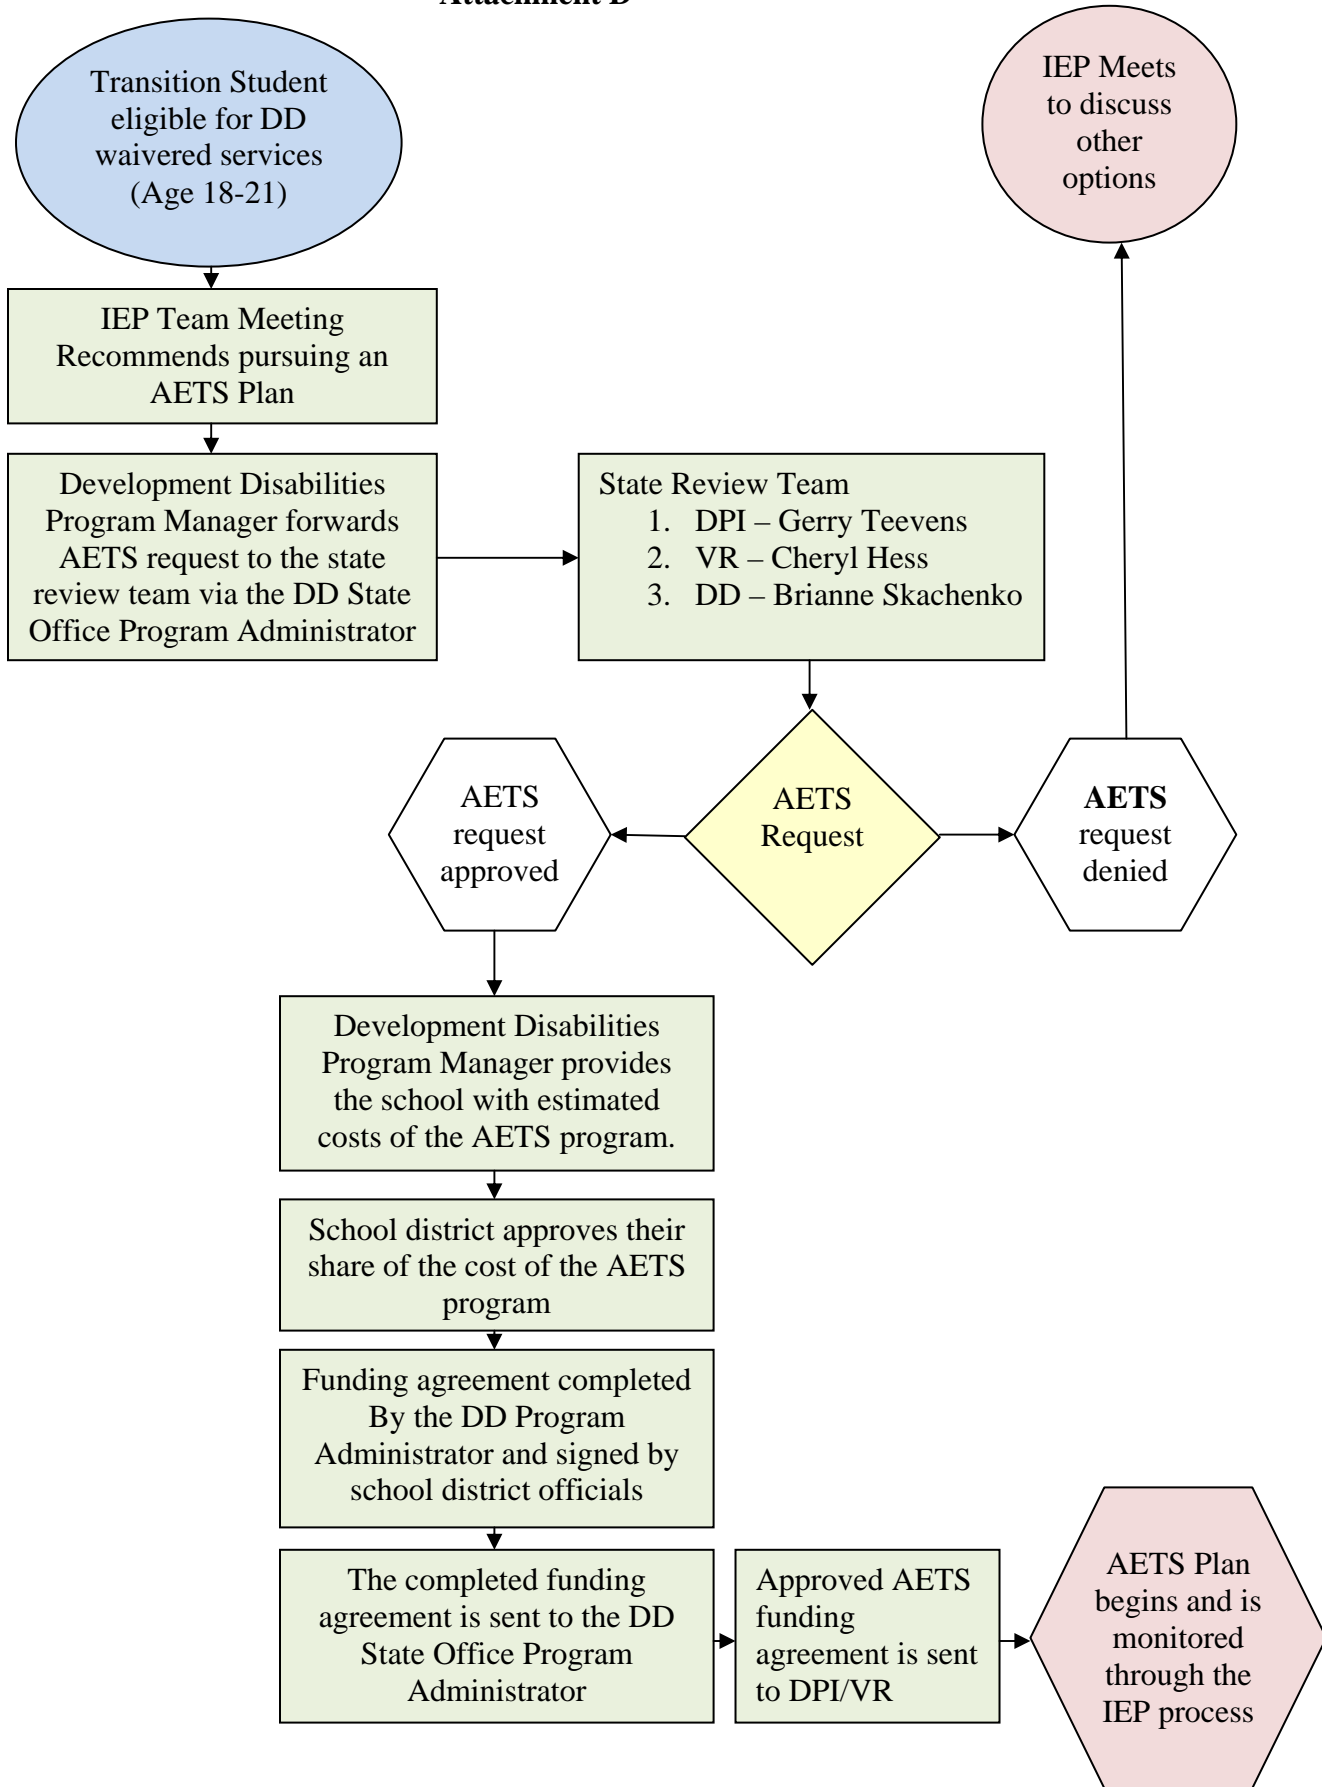 Attachment D
Transition Student
eligible for DD
waivered services
(Age 18-21)
IEP Meets
to discuss
other
options
IEP Team Meeting
Recommends pursuing an
AETS Plan
Development Disabilities
Program Manager forwards
AETS request to the state
review team via the DD State
Office Program Administrator
State Review Team
1. DPI – Gerry Teevens
2. VR – Cheryl Hess
3. DD – Brianne Skachenko
AETS
request
approved
AETS
Request
AETS
request
denied
Development Disabilities
Program Manager provides
the school with estimated
costs of the AETS program.
School district approves their
share of the cost of the AETS
program
Funding agreement completed
By the DD Program
Administrator and signed by
school district officials
The completed funding
agreement is sent to the DD
State Office Program
Administrator
Approved AETS
funding
agreement is sent
to DPI/VR
AETS Plan
begins and is
monitored
through the
IEP process